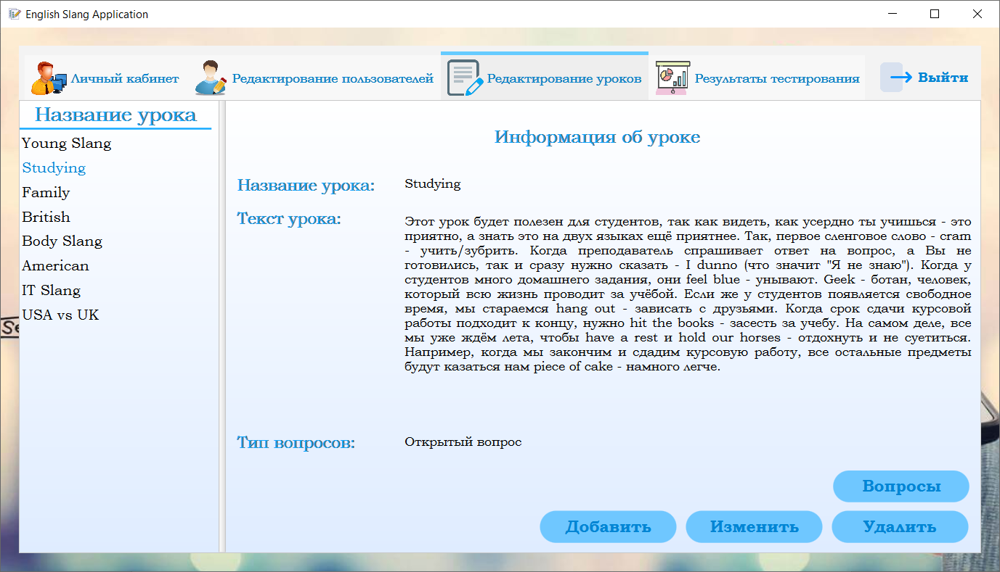 English Slang Application
Личный кабинет
Редактирование пользователей
Редактирование уроков
Результаты тестирования
Выйти
Название урока
Young Slang
Studying
Family
British
Body Slang
American
IT Slang
USA vs UK
Информация об уроке
Название урока:
Studying
Текст урока:
Этот урок будет полезен для студентов, так как видеть, как усердно ты учишься - это
приятно, а знать это на двух языках ещё приятнее. Так, первое сленговое слово - cram
- учить/зубрить. Когда преподаватель спрашивает ответ на вопрос, а Вы не
готовились, так и сразу нужно сказать - I dunno (что значит "Я не знаю"). Когда у
студентов много домашнего задания, они feel blue - унывают. Geek - ботан, человек,
который всю жизнь проводит за учёбой. Если же у студентов появляется свободное
время, мы стараемся hang out - зависать с друзьями. Когда срок сдачи курсовой
работы подходит к концу, нужно hit the books - засесть за учебу. На самом деле, все
мы уже ждём лета, чтобы have a rest и hold our horses - отдохнуть и не суетиться.
Например, когда мы закончим и сдадим курсовую работу, все остальные предметы
будут казаться нам piece of cake - намного легче.
Тип вопросов:
Открытый вопрос
Вопросы
Добавить
Изменить
Удалить